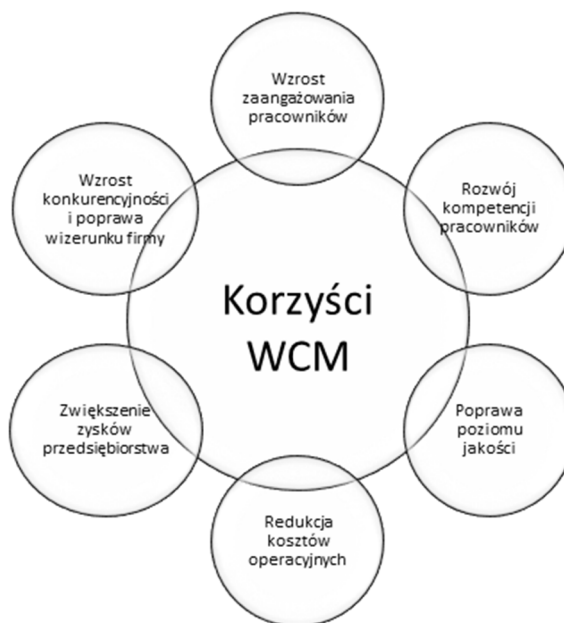 Wzrost
zaangażowania
pracowników
Wzrost
konkurencyjności
i poprawa
wizerunku firmy
Rozwój
kompetencji
pracowników
Korzyści
WCM
Zwiększenie
zysków
przedsiębiorstwa
Poprawa
poziomu
jakości
Redukcja
kosztów
operacyjnych